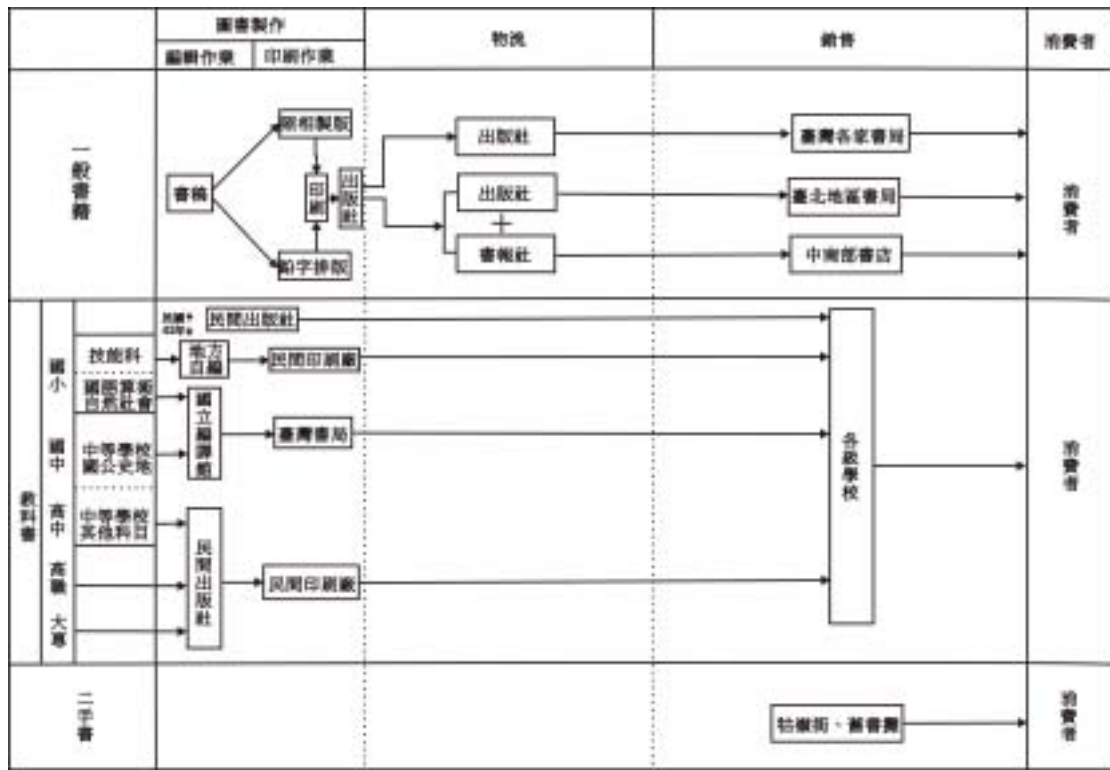 圖書製作
物流
銷售
消費者
編輯作業
印刷作業
一般書籍
書稿
照相製版
印刷
鉛字排版
出版社
出版社
出版社
＋
書報社
臺灣各家書局
臺北地區書局
中南部書店
消費者
教科書
國小
國中
高中
高職
大專
民間出版社
技能科
地方自編
民間印刷廠
國語算術
自然社會
中等學校
國公史地
國立編譯館
臺灣書局
中等學校
其他科目
民間出版社
民間印刷廠
各級學校
消費者
二手書
牯嶺街、舊書攤
消費者